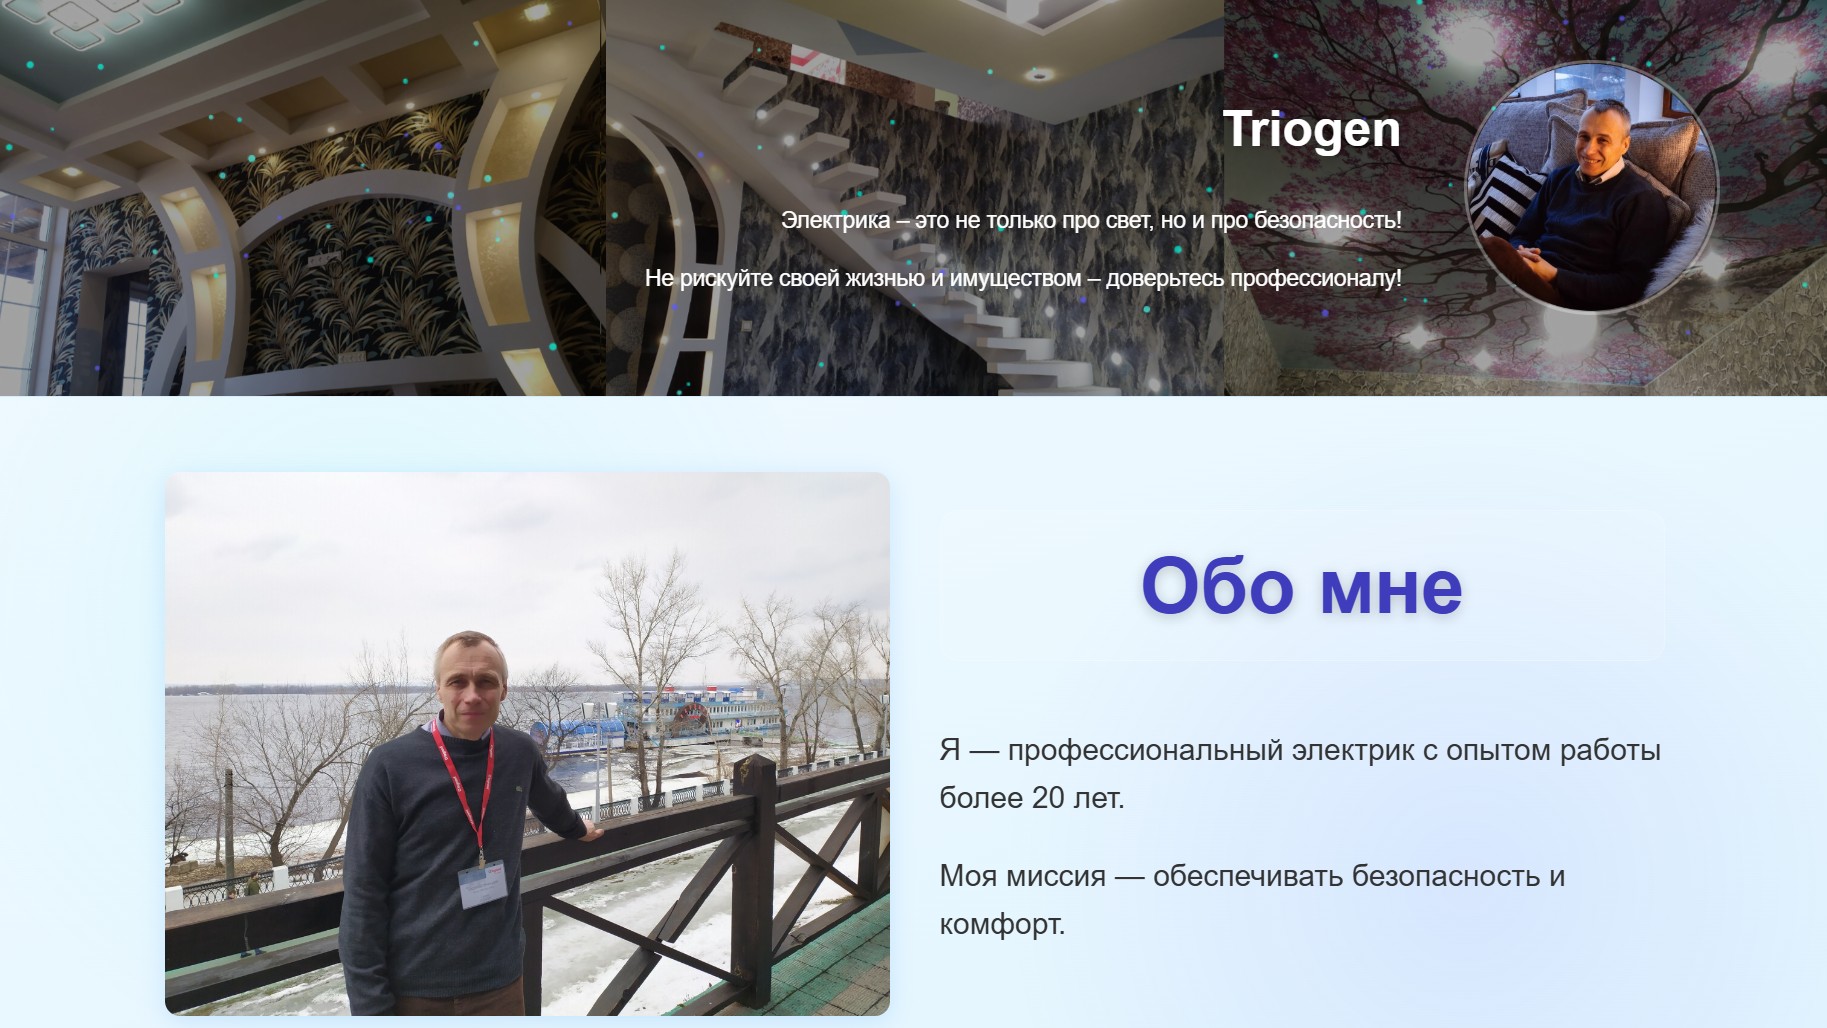 Triogen
Электрика – это не только про свет, но и про безопасность!
Не рискуйте своей жизнью и имуществом – доверьтесь профессионалу!
Обо мне
Я — профессиональный электрик с опытом работы
более 20 лет.
Моя миссия — обеспечивать безопасность и
комфорт.